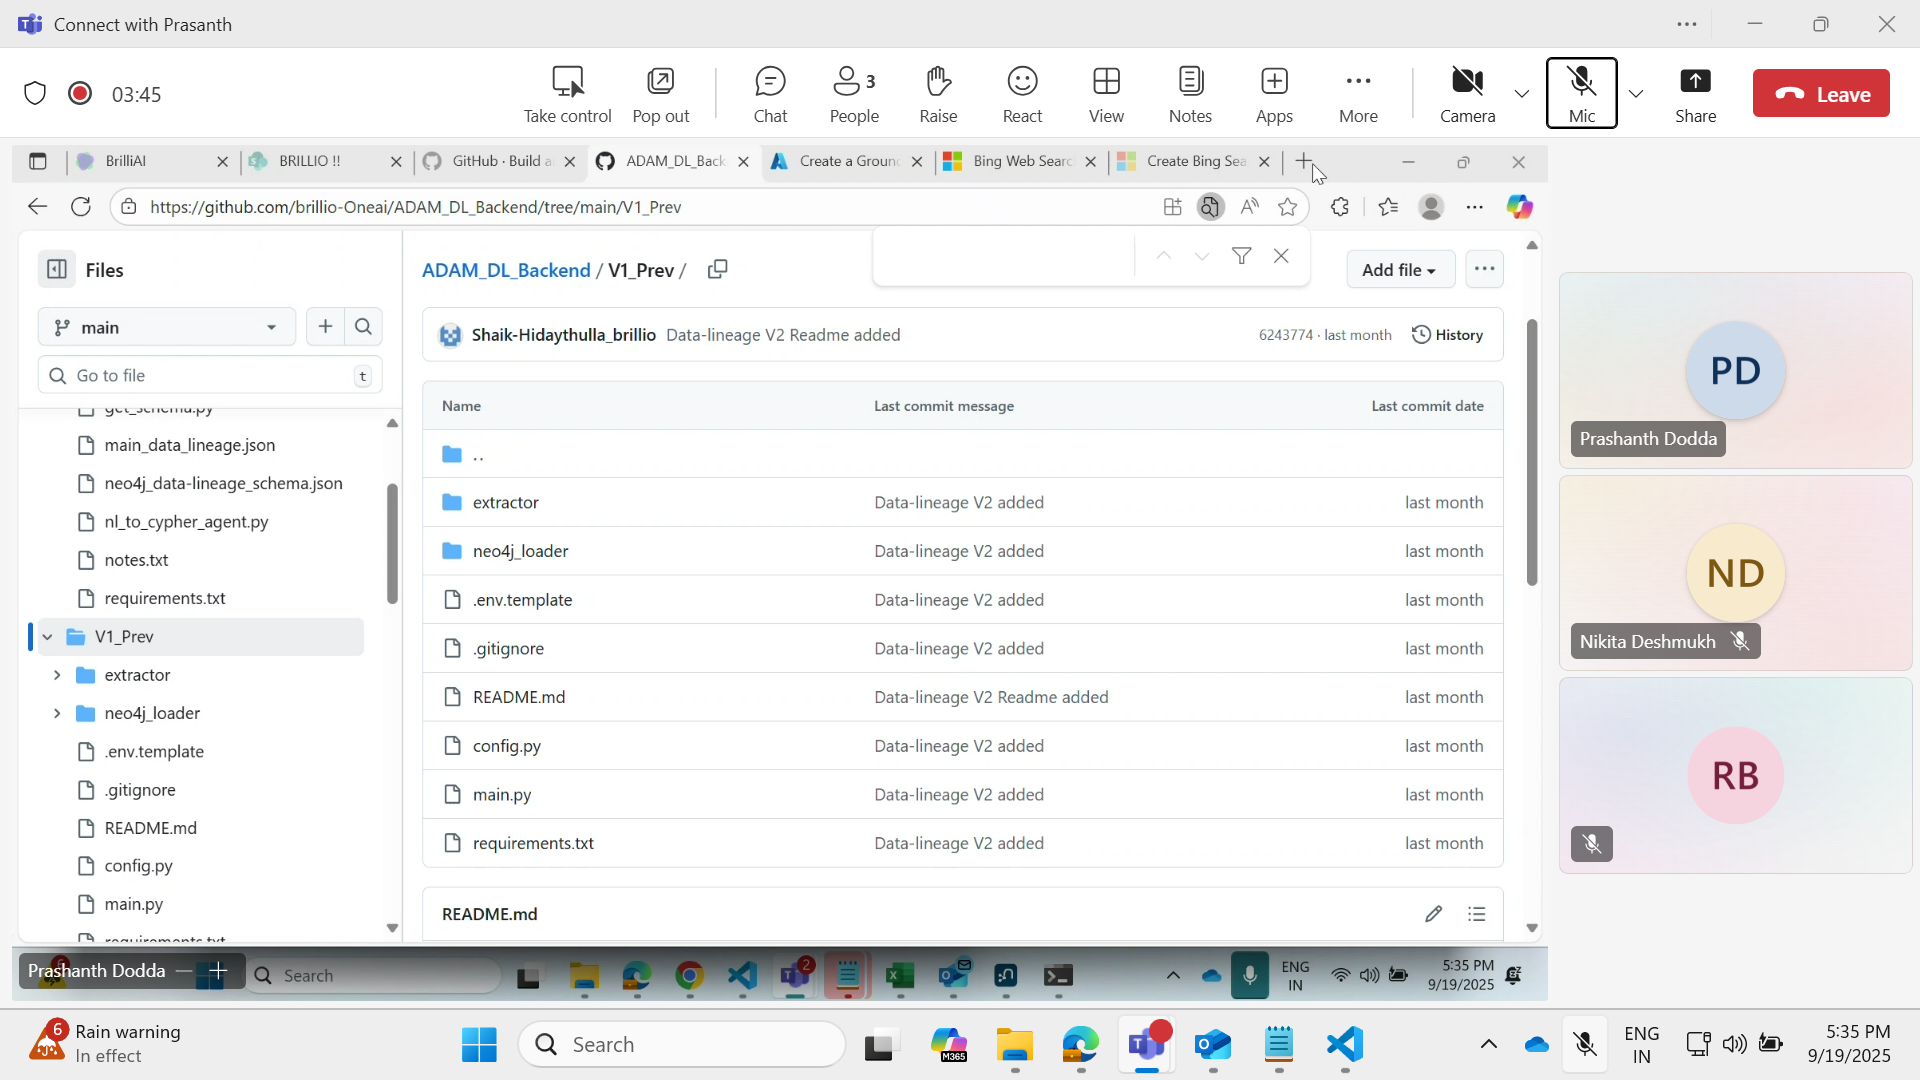 Connect with Prasanth
03:45
Take control
Pop out
Chat
People 3
Raise
React
View
Notes
Apps
More
Camera
Mic
Share
Leave
BrilliAI
BRILLIO !!
GitHub · Build a
ADAM_DL_Back
Create a Groun
Bing Web Searc
Create Bing Sea
https://github.com/brillio-Oneai/ADAM_DL_Backend/tree/main/V1_Prev
Files
main
Go to file
t
get_schema.py
main_data_lineage.json
neo4j_data-lineage_schema.json
nl_to_cypher_agent.py
notes.txt
requirements.txt
V1_Prev
extractor
neo4j_loader
.env.template
.gitignore
README.md
config.py
main.py
requirements.txt
ADAM_DL_Backend / V1_Prev /
Add file
Shaik-Hidaythulla_brillio Data-lineage V2 Readme added
6243774 · last month
History
Name Last commit message Last commit date
..
extractor Data-lineage V2 added last month
neo4j_loader Data-lineage V2 added last month
.env.template Data-lineage V2 added last month
.gitignore Data-lineage V2 added last month
README.md Data-lineage V2 Readme added last month
config.py Data-lineage V2 added last month
main.py Data-lineage V2 added last month
requirements.txt Data-lineage V2 added last month
README.md
PD
Prashanth Dodda
ND
Nikita Deshmukh
RB
Prashanth Dodda
Search
2
ENG
IN
5:35 PM
9/19/2025
6
Rain warning
In effect
Search
M365
ENG
IN
5:35 PM
9/19/2025